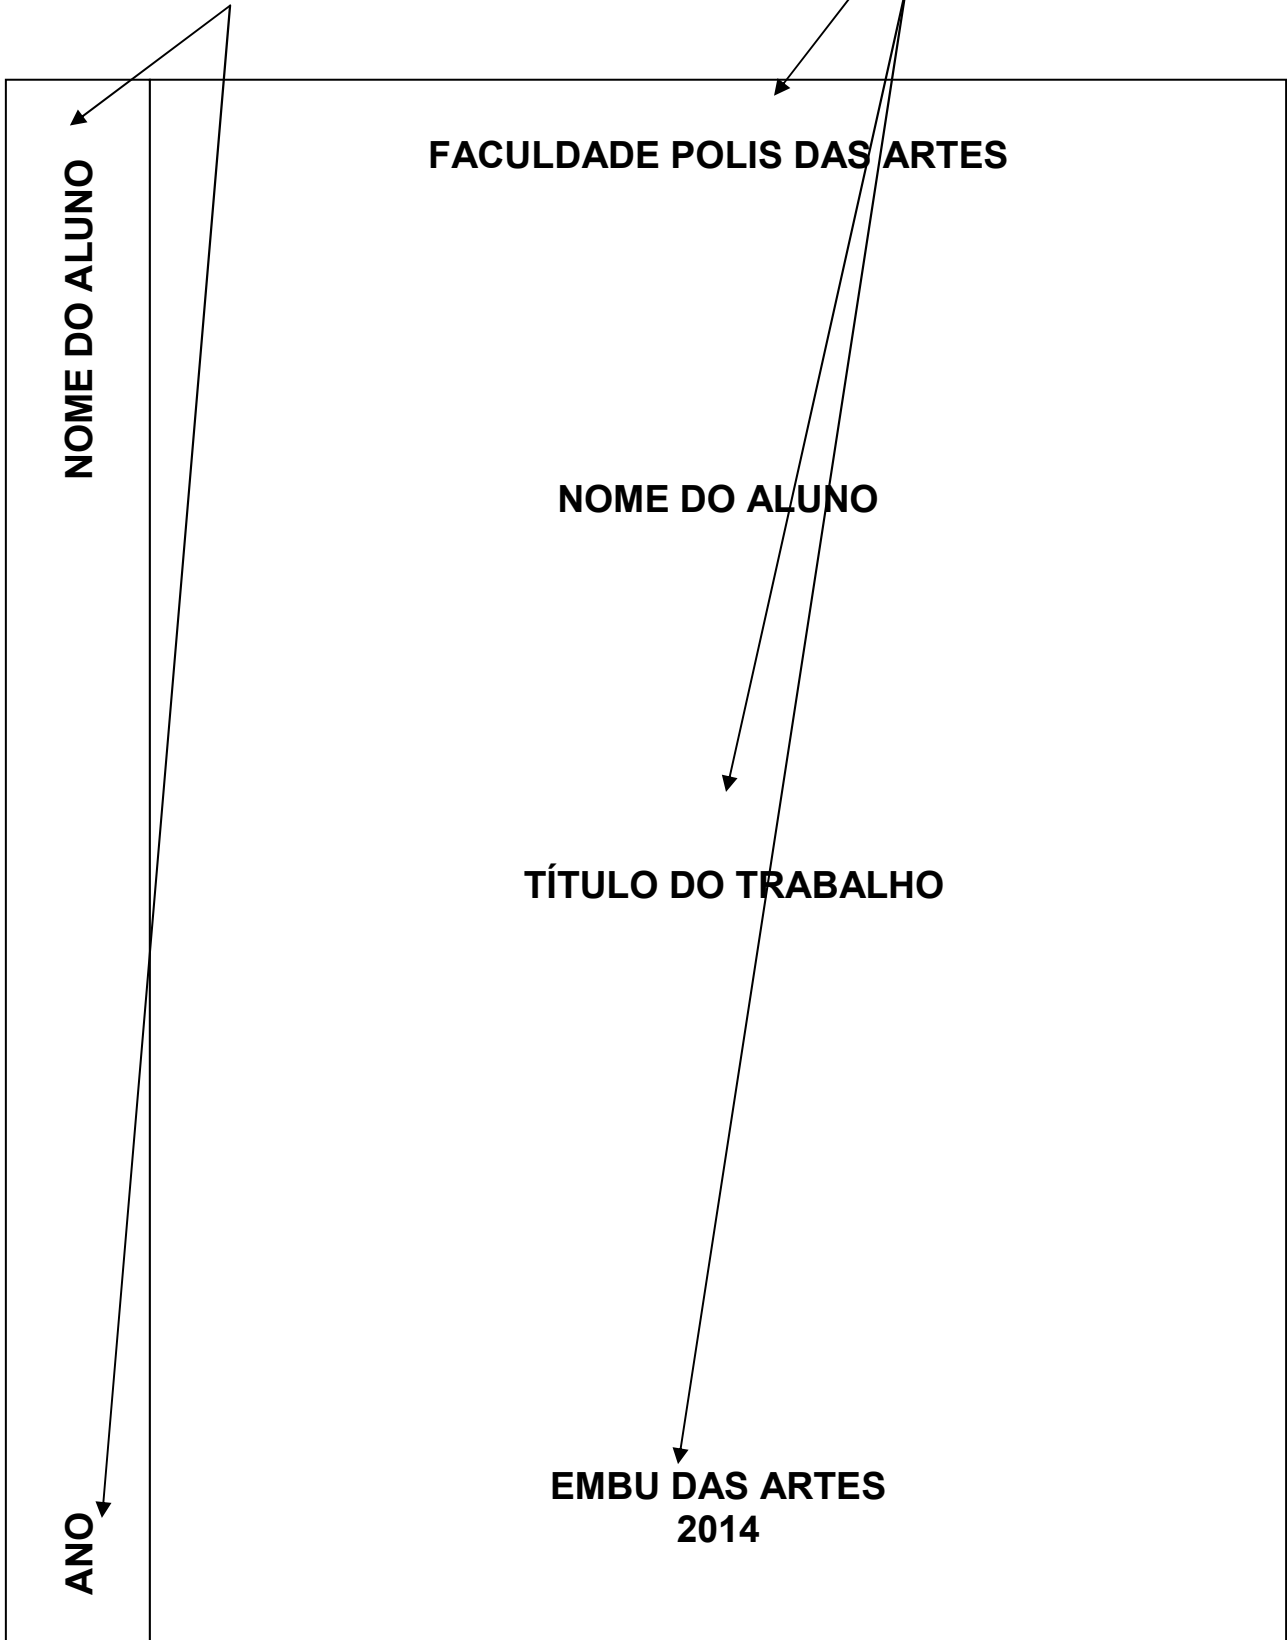 NOME DO ALUNO
ANO
FACULDADE POLIS DAS ARTES
NOME DO ALUNO
TÍTULO DO TRABALHO
EMBU DAS ARTES
2014